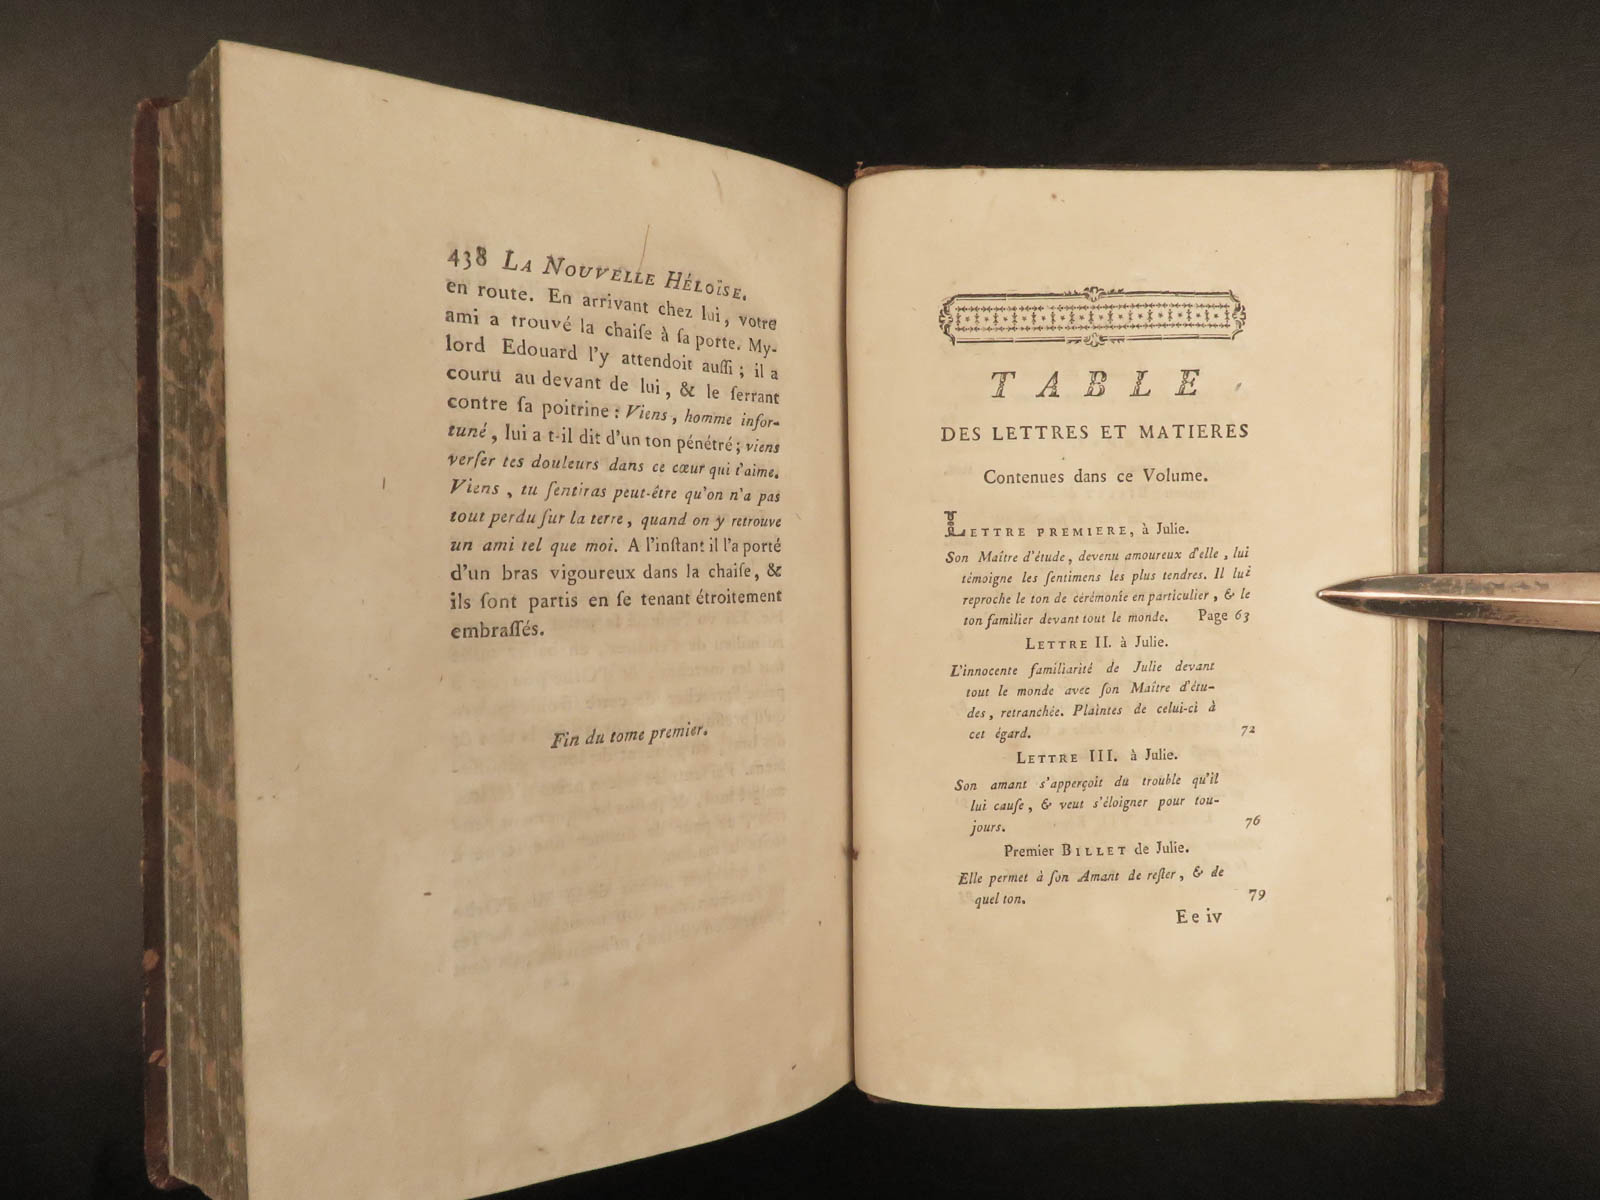 438 LA NOUVELLE HÉLOÏSE.
en route. En arrivant chez lui, votre
ami a trouvé la chaiſe à ſa porte. My-
lord Edouard l'y attendoit auſſi; il a
couru au devant de lui, & le ſerrant
contre ſa poitrine: Viens, homme infor-
tuné, lui a t-il dit d'un ton pénétré; viens
verſer tes douleurs dans ce cœur qui t'aime.
Viens, tu ſentiras peut-être qu'on n'a pas
tout perdu ſur la terre, quand on y retrouve
un ami tel que moi. A l'inſtant il l'a porté
d'un bras vigoureux dans la chaiſe, &
ils ſont partis en ſe tenant étroitement
embraſſés.
Fin du tome premier.
TABLE
DES LETTRES ET MATIERES
Contenues dans ce Volume.
LETTRE PREMIERE, à Julie.
Son Maître d'étude, devenu amoureux d'elle, lui
témoigne les ſentimens les plus tendres. Il lui
reproche le ton de cérémonie en particulier, & le
ton familier devant tout le monde. Page 63
LETTRE II. à Julie.
L'innocente familiarité de Julie devant
tout le monde avec ſon Maître d'étu-
des, retranchée. Plaintes de celui-ci à
cet égard. 72
LETTRE III. à Julie.
Son amant s'apperçoit du trouble qu'il
lui cauſe, & veut s'éloigner pour tou-
jours. 76
Premier BILLET de Julie.
Elle permet à ſon Amant de reſter, & de
quel ton. 79
E e iv